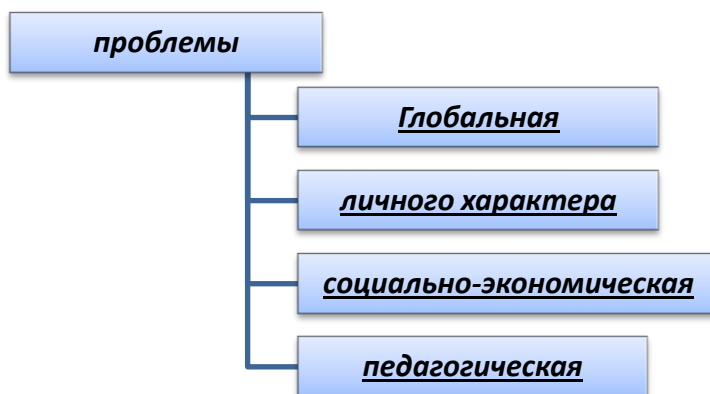 проблемы
Глобальная
личного характера
социально-экономическая
педагогическая